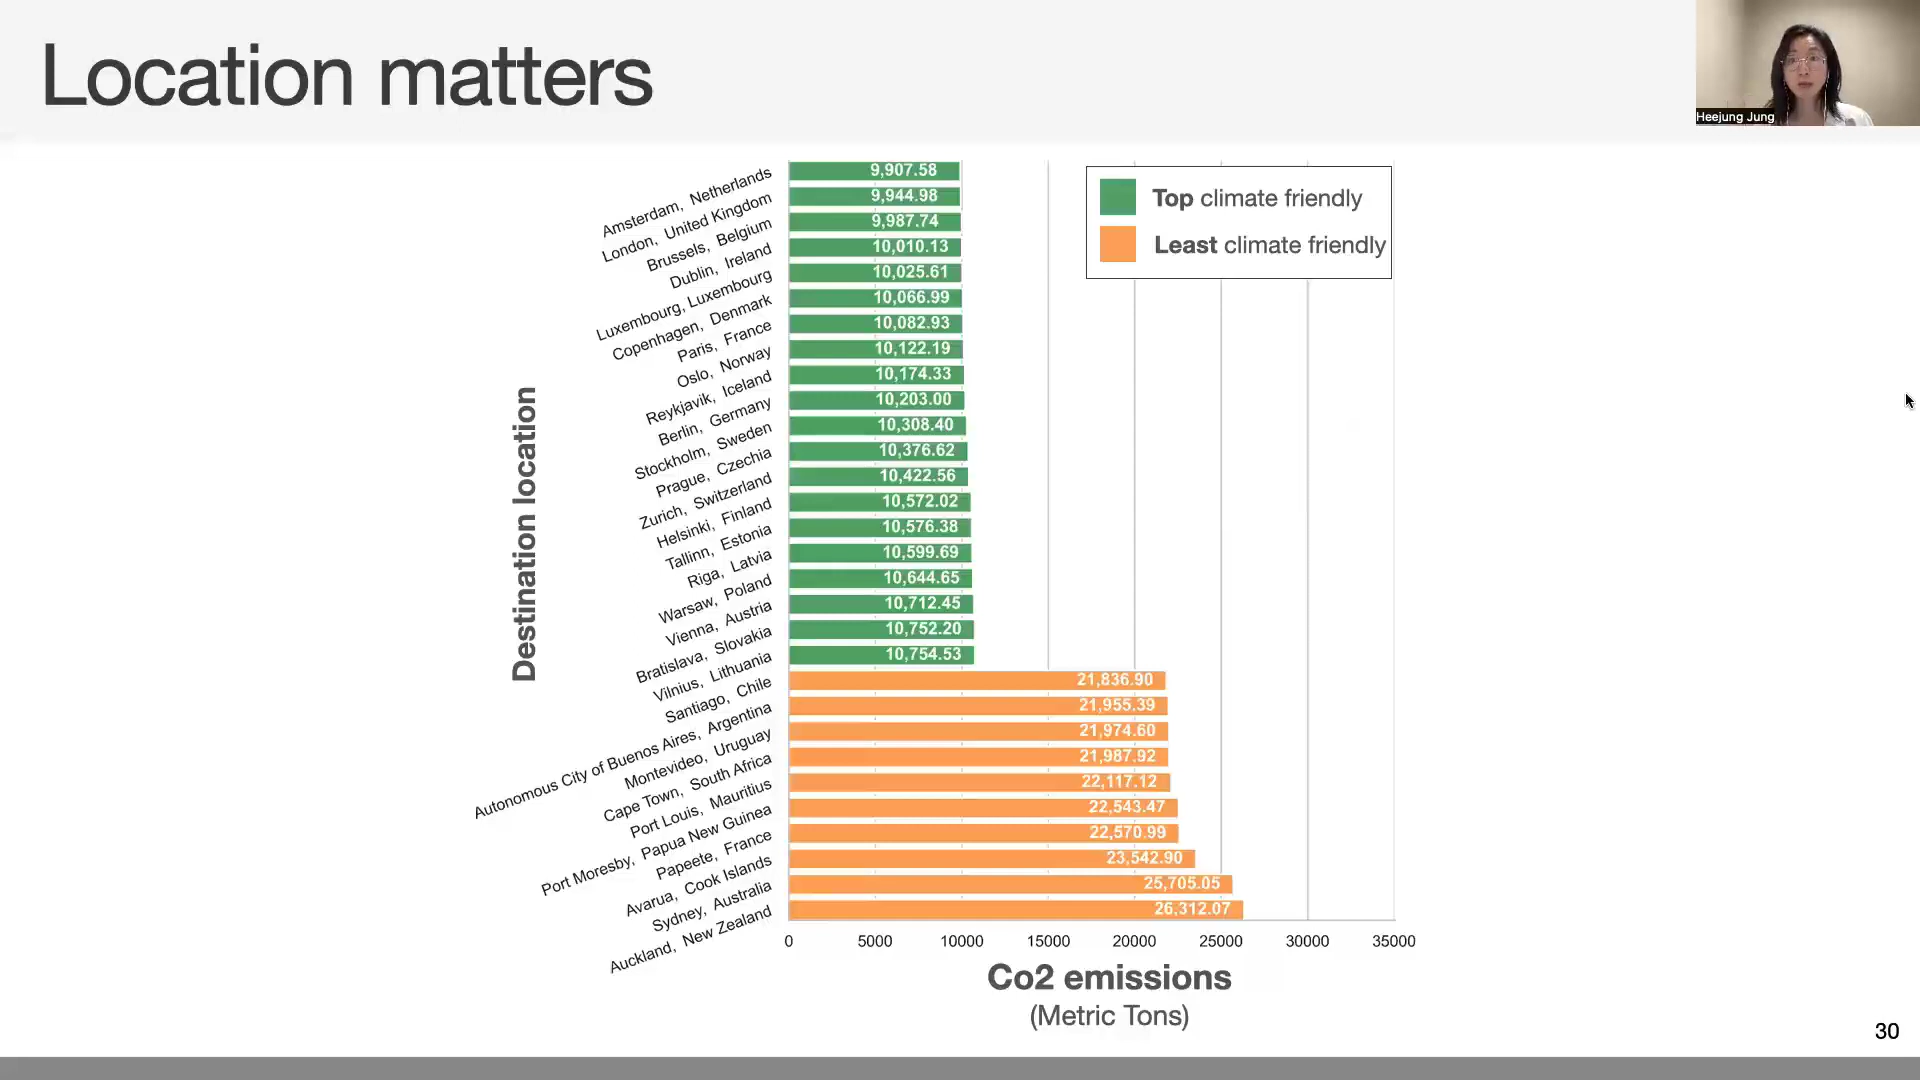 Location matters
Heejung Jung
Top climate friendly
Least climate friendly
Destination location
Amsterdam, Netherlands 9,907.58
London, United Kingdom 9,944.98
Brussels, Belgium 9,987.74
Dublin, Ireland 10,010.13
Luxembourg, Luxembourg 10,025.61
Copenhagen, Denmark 10,066.99
Paris, France 10,082.93
Oslo, Norway 10,122.19
Reykjavik, Iceland 10,174.33
Berlin, Germany 10,203.00
Stockholm, Sweden 10,308.40
Prague, Czechia 10,376.62
Zurich, Switzerland 10,422.56
Helsinki, Finland 10,572.02
Tallinn, Estonia 10,576.38
Riga, Latvia 10,599.69
Warsaw, Poland 10,644.65
Vienna, Austria 10,712.45
Bratislava, Slovakia 10,752.20
Vilnius, Lithuania 10,754.53
Santiago, Chile 21,836.90
Autonomous City of Buenos Aires, Argentina 21,955.39
Montevideo, Uruguay 21,974.60
Cape Town, South Africa 21,987.92
Port Louis, Mauritius 22,117.12
Port Moresby, Papua New Guinea 22,543.47
Papeete, France 22,570.99
Avarua, Cook Islands 23,542.90
Sydney, Australia 25,705.05
Auckland, New Zealand 26,312.07
0 5000 10000 15000 20000 25000 30000 35000
Co2 emissions
(Metric Tons)
30